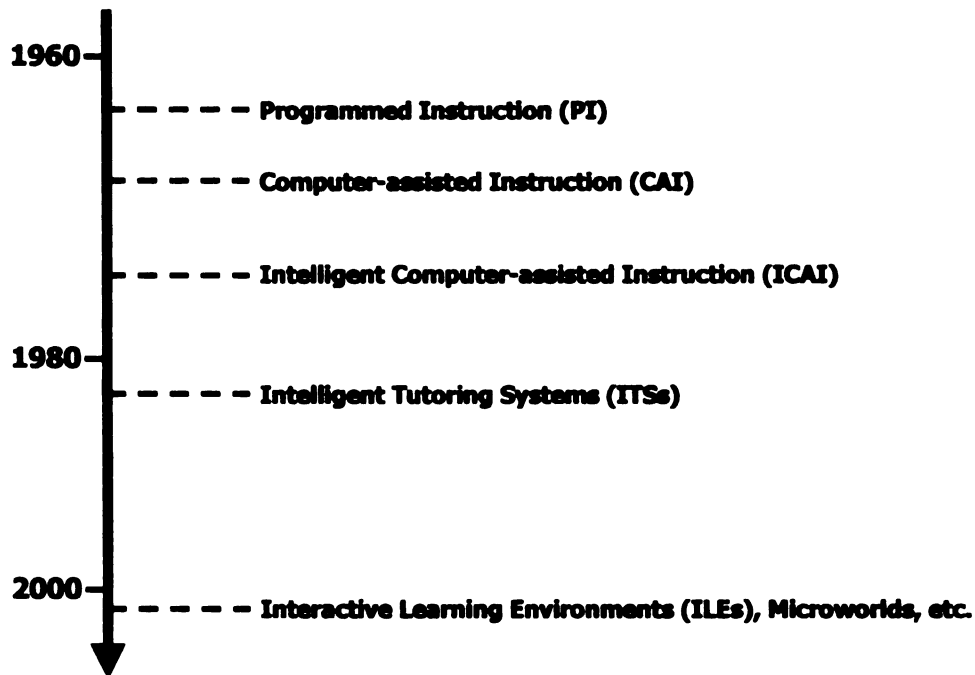 1960
Programmed Instruction (PI)
Computer-assisted Instruction (CAI)
Intelligent Computer-assisted Instruction (ICAI)
1980
Intelligent Tutoring Systems (ITSs)
2000
Interactive Learning Environments (ILEs), Microworlds, etc.